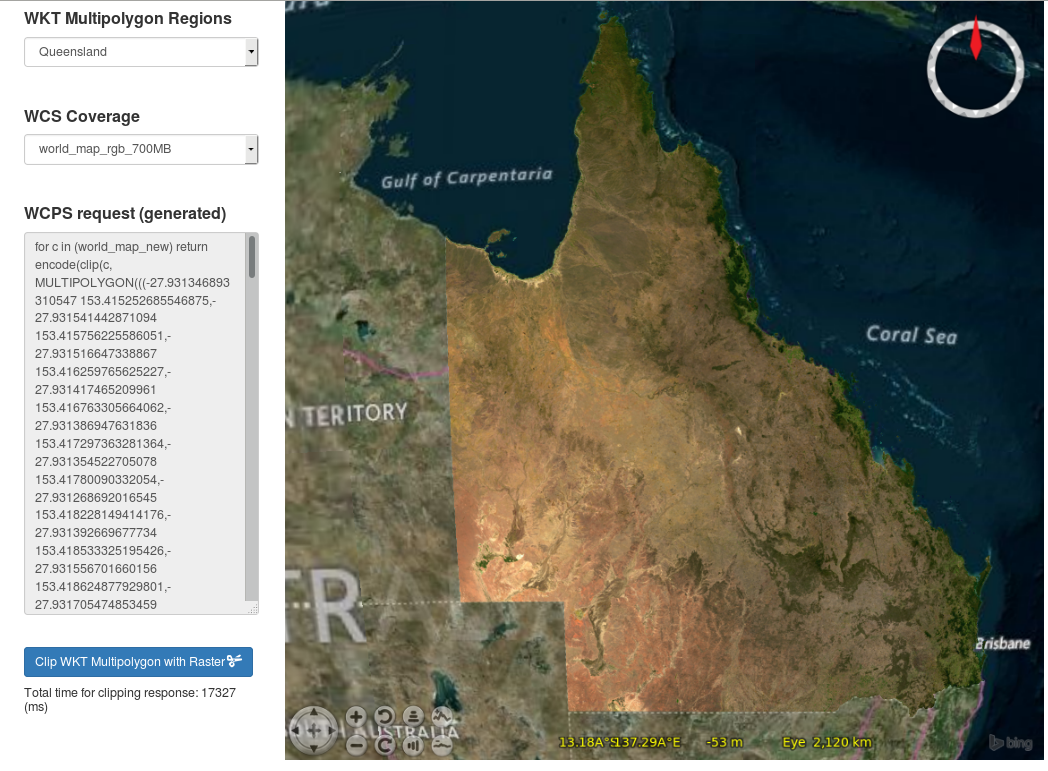 WKT Multipolygon Regions
Queensland
WCS Coverage
world_map_rgb_700MB
WCPS request (generated)
for c in (world_map_new) return
encode(clip(c,
MULTIPOLYGON(((-27.931346893
310547 153.415252685546875,-
27.931541442871094
153.415756225586051,-
27.931516647338867
153.416259765625227,-
27.931417465209961
153.416763305664062,-
27.931386947631836
153.417297363281364,-
27.931354522705078
153.41780090332054,-
27.931268692016545
153.418228149414176,-
27.931392669677734
153.418533325195426,-
27.931556701660156
153.418624877929801,-
27.931705474853459
Clip WKT Multipolygon with Raster
Total time for clipping response: 17327
(ms)
Gulf of Carpentaria
Coral Sea
N TERITORY
TR
Brisbane
AUSTRALIA
13.18A°S137.29A°E -53 m Eye 2,120 km
bing